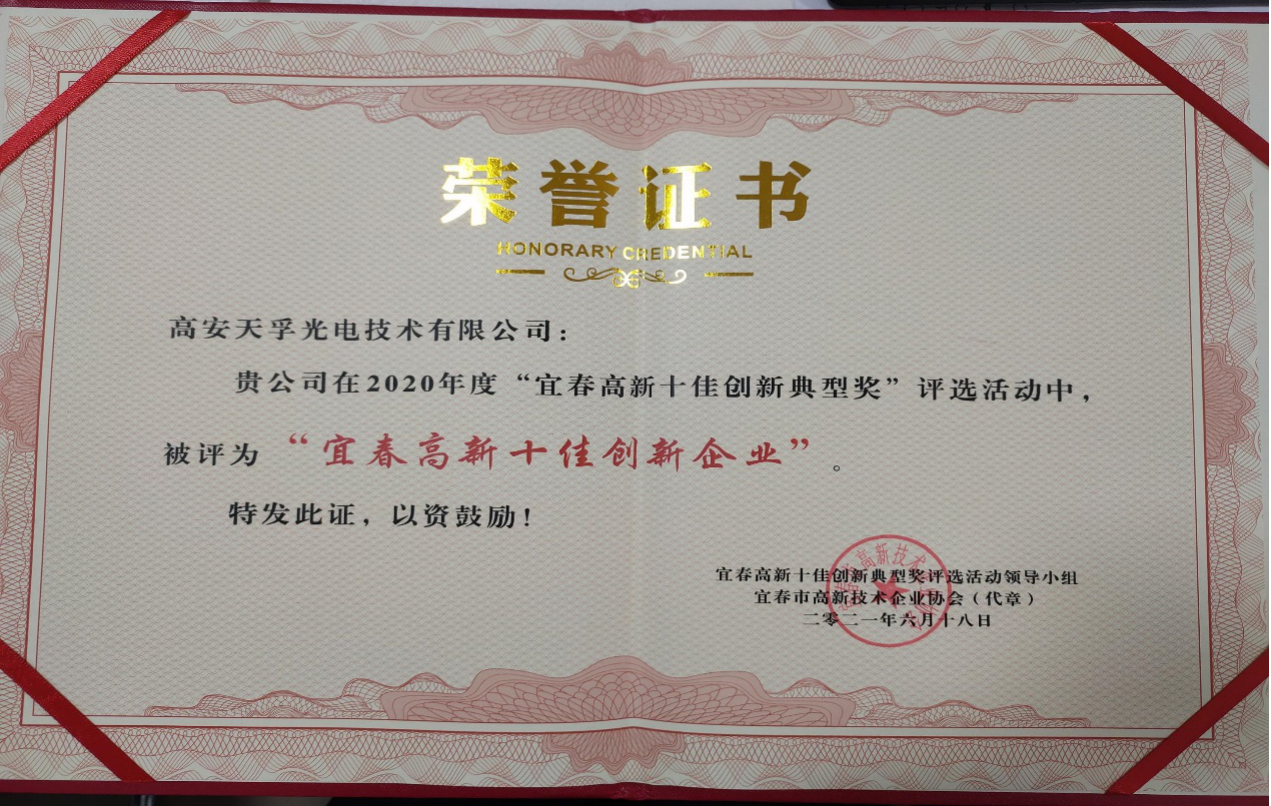 荣誉证书
HONORARY CREDENTIAL
高安天孚光电技术有限公司：
贵公司在2020年度“宜春高新十佳创新典型奖”评选活动中，
被评为“宜春高新十佳创新企业”。
特发此证，以资鼓励！
宜春高新十佳创新典型奖评选活动领导小组
宜春市高新技术企业协会（代章）
二零二一年六月十八日